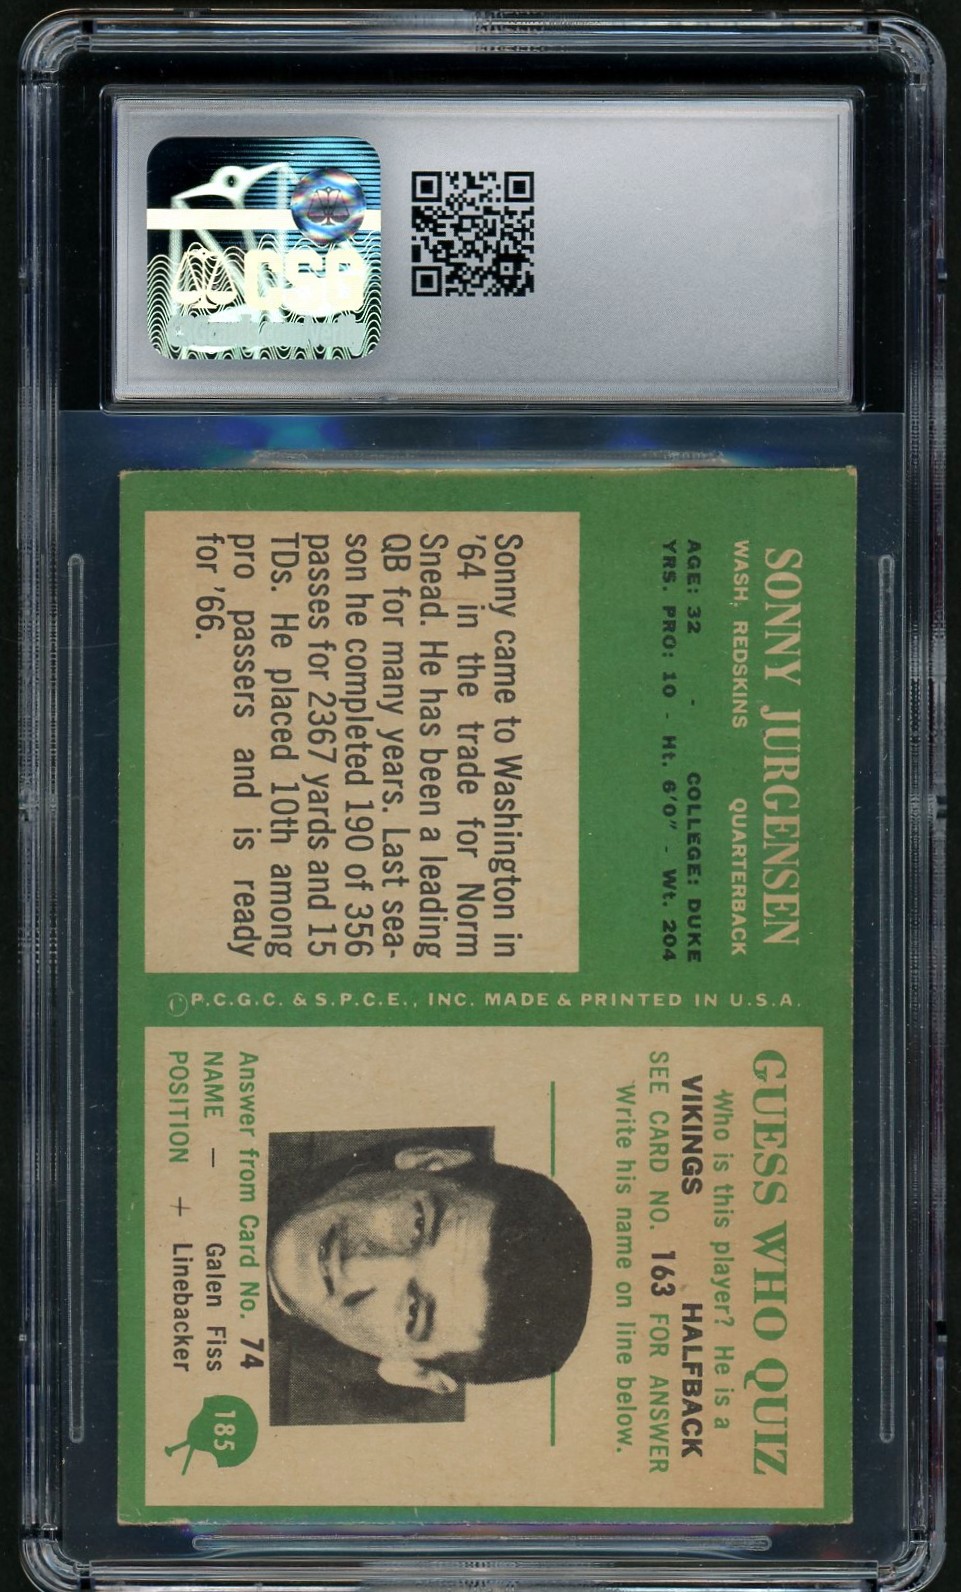 CSG
SONNY JURGENSEN
WASH. REDSKINS QUARTERBACK
AGE: 32 - COLLEGE: DUKE
YRS. PRO: 10 - Ht. 6'0" - Wt. 204
Sonny came to Washington in
'64 in the trade for Norm
Snead. He has been a leading
QB for many years. Last sea-
son he completed 190 of 356
passes for 2367 yards and 15
TDs. He placed 10th among
pro passers and is ready
for '66.
©P.C.G.C. & S.P.C.E., INC. MADE & PRINTED IN U.S.A.
GUESS WHO QUIZ
Who is this player? He is a
VIKINGS HALFBACK
SEE CARD NO. 163 FOR ANSWER
Write his name on line below.
Answer from Card No. 74
NAME — Galen Fiss
POSITION + Linebacker
185